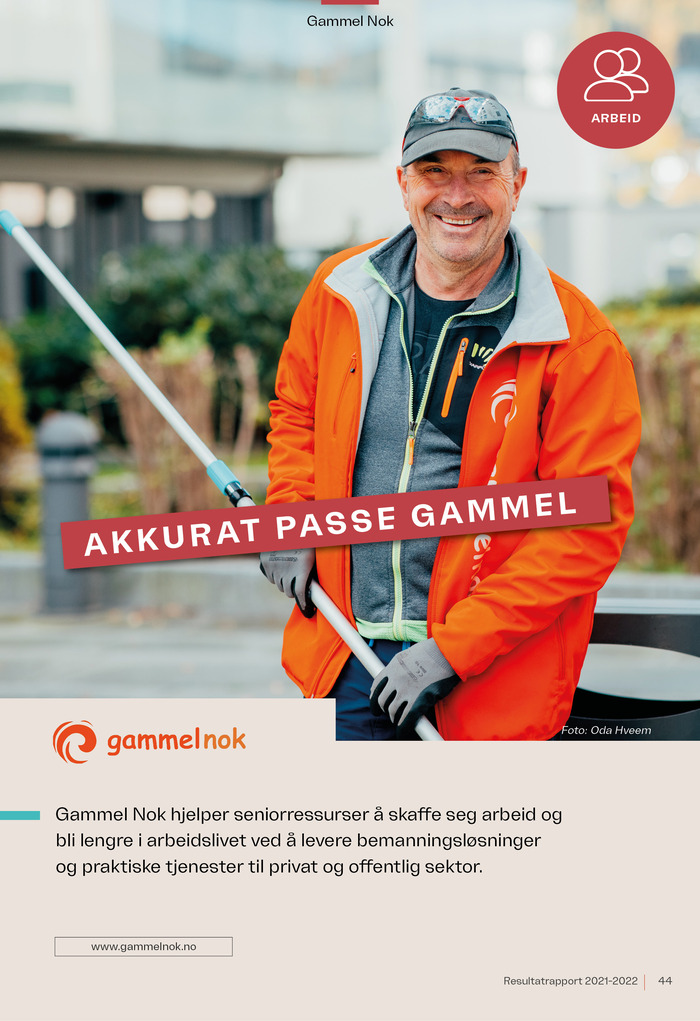 Gammel Nok
ARBEID
AKKURAT PASSE GAMMEL
Foto: Oda Hveem
gammelnok
Gammel Nok hjelper seniorressurser å skaffe seg arbeid og
bli lengre i arbeidslivet ved å levere bemanningsløsninger
og praktiske tjenester til privat og offentlig sektor.
www.gammelnok.no
Resultatrapport 2021-2022
44